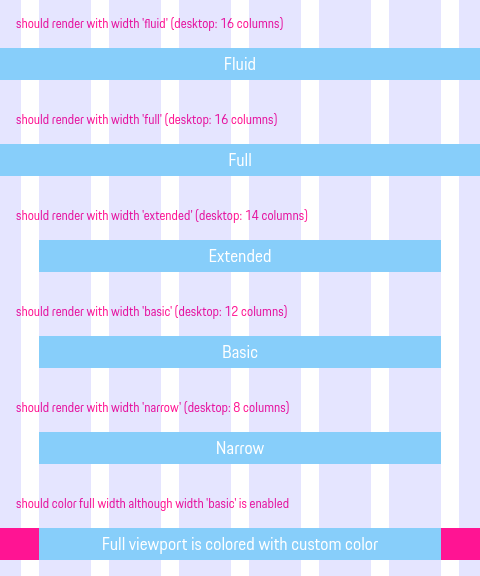 should render with width 'fluid' (desktop: 16 columns)
Fluid
should render with width 'full' (desktop: 16 columns)
Full
should render with width 'extended' (desktop: 14 columns)
Extended
should render with width 'basic' (desktop: 12 columns)
Basic
should render with width 'narrow' (desktop: 8 columns)
Narrow
should color full width although width 'basic' is enabled
Full viewport is colored with custom color